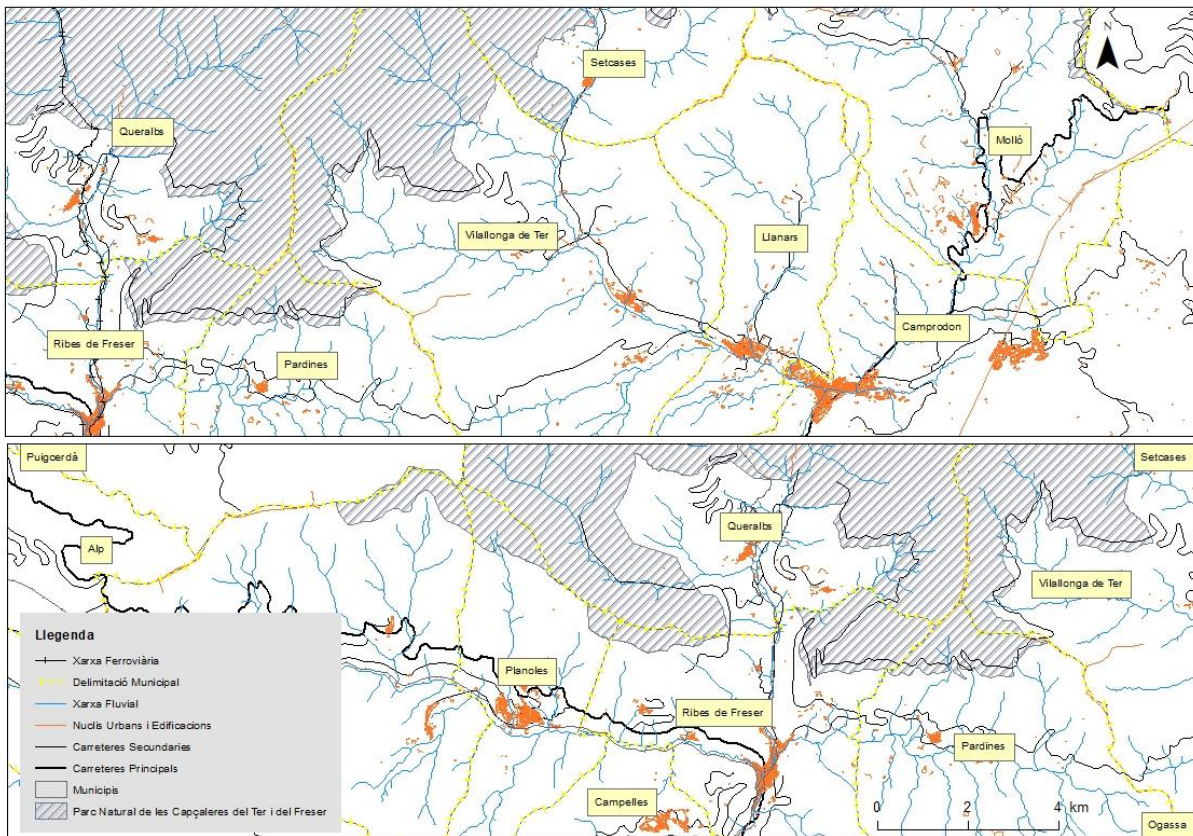 N
Setcases
Queralbs
Molló
Vilallonga de Ter
Llanars
Ribes de Freser
Camprodon
Pardines
Puigcerdà
Setcases
Queralbs
Alp
Vilallonga de Ter
Llegenda
Xarxa Ferroviària
Delimitació Municipal
Xarxa Fluvial
Nuclis Urbans i Edificacions
Carreteres Secundaries
Carreteres Principals
Municipis
Parc Natural de les Capçaleres del Ter i del Freser
Planoles
Ribes de Freser
Pardines
Campelles
0 2 4 km
Ogassa